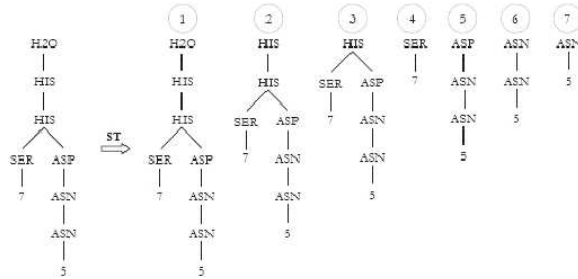 1 2 3 4 5 6 7
H2O H2O HIS HIS SER ASP ASN ASN
HIS HIS HIS SER ASP 7 ASN ASN 5
HIS HIS SER ASP 7 ASN ASN 5
ST
SER ASP SER ASP 7 ASN ASN 5
7 ASN 7 ASN ASN 5
ASN ASN 5
5 5